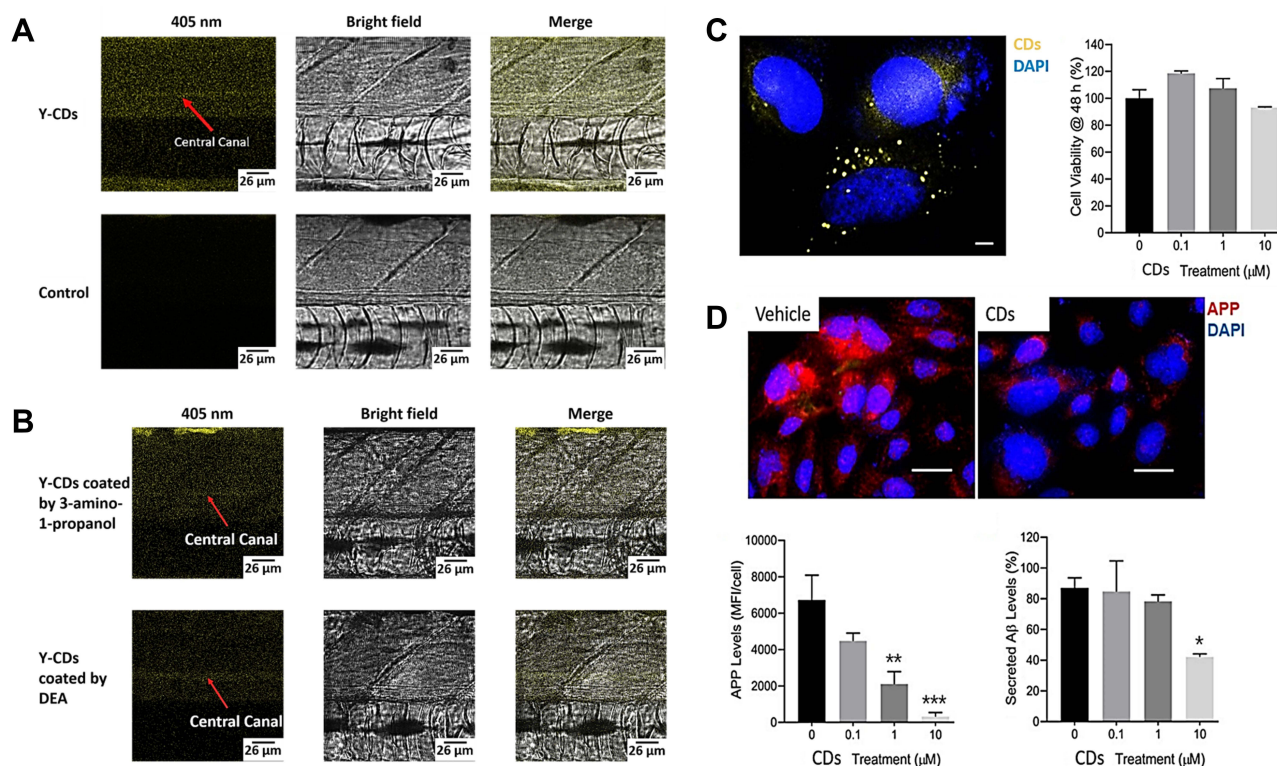 A
405 nm
Bright field
Merge
Y-CDs
Central Canal
26 µm
26 µm
26 µm
Control
26 µm
26 µm
26 µm
B
405 nm
Bright field
Merge
Y-CDs coated
by 3-amino-
1-propanol
Central Canal
26 µm
26 µm
26 µm
Y-CDs
coated by
DEA
Central Canal
26 µm
26 µm
26 µm
C
CDs
DAPI
Cell Viability @ 48 h (%)
140
120
100
80
60
40
20
0
0 0.1 1 10
CDs Treatment (µM)
D
Vehicle
CDs
APP
DAPI
APP Levels (MFI/cell)
10000
8000
6000
4000
2000
0
**
***
0 0.1 1 10
CDs Treatment (µM)
Secreted Aβ Levels (%)
120
100
80
60
40
20
0
*
0 0.1 1 10
CDs Treatment (µM)